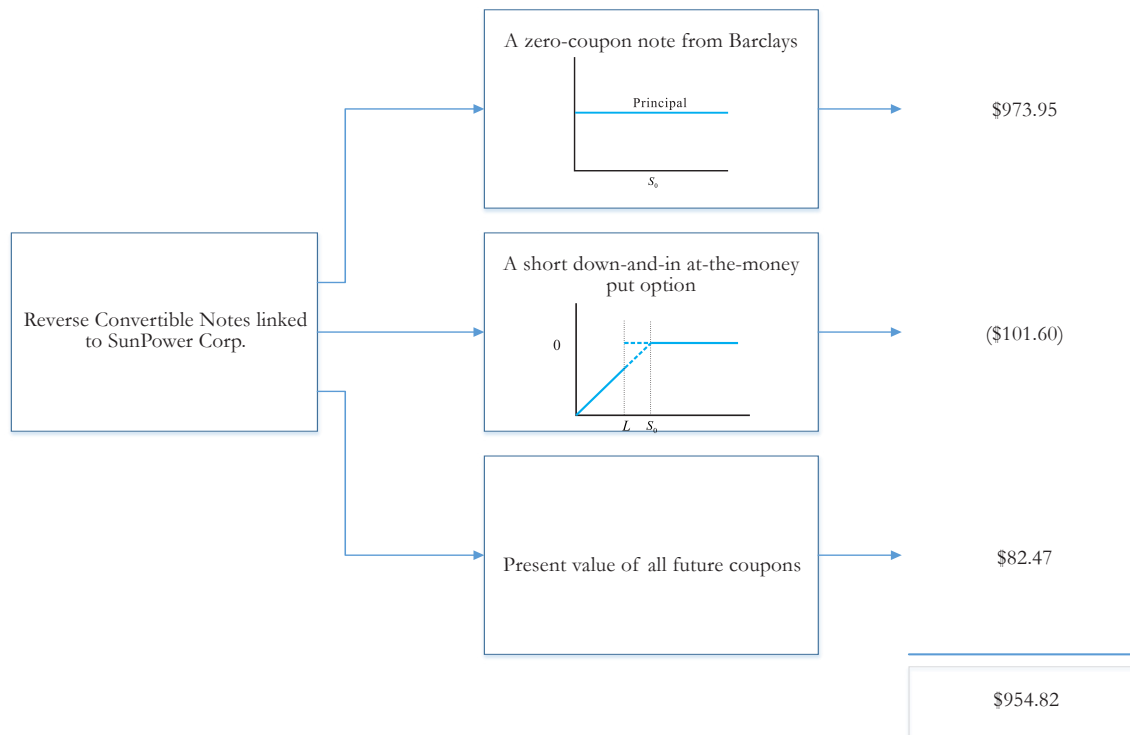 A zero-coupon note from Barclays
Principal
S₀
$973.95
Reverse Convertible Notes linked
to SunPower Corp.
A short down-and-in at-the-money
put option
0
L S₀
($101.60)
Present value of all future coupons
$82.47
$954.82